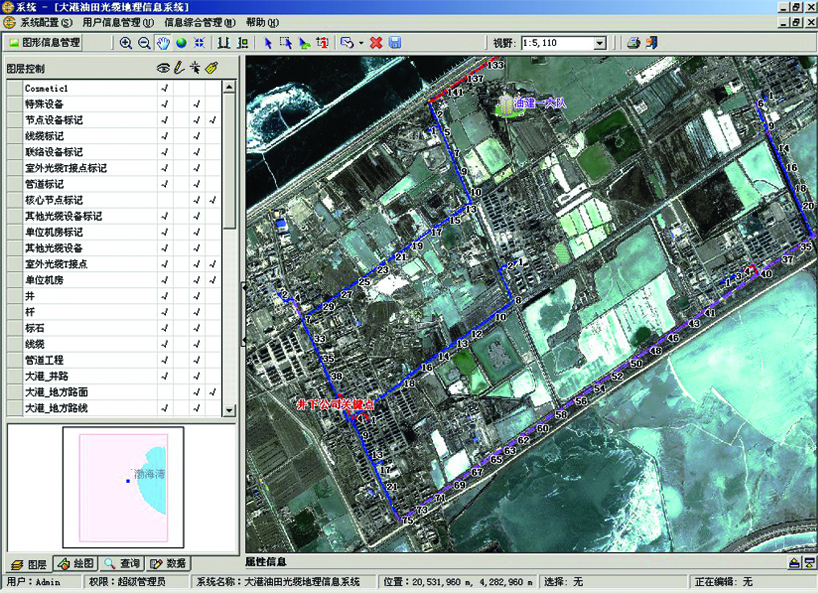 系统 - [大港油田光缆地理信息系统]
系统配置(S) 用户信息管理(U) 信息综合管理(M) 帮助(H)
图形信息管理 视野: 1:5,110
图层控制
Cosmetic1
特殊设备
节点设备标记
线缆标记
联络设备标记
室外光缆T接点标记
管道标记
核心节点标记
其他光缆设备标记
单位机房标记
其他光缆设备
室外光缆T接点
单位机房
井
杆
标石
线缆
管道工程
大港_井路
大港_地方路面
大港_地方路线
渤海湾
图层 绘图 查询 数据
133
137
141
油建一大队
2
5
7
9
10
13
15
17
19
21
23
25
27
29
7
33
35
38
井下公司关键点
1
13
17
21
75
73
71
69
67
65
63
62
60
58
56
54
52
50
48
46
43
41
40
37
35
6
9
14
16
18
20
1
3
4
2
1
8
10
12
13
14
16
18
属性信息
用户: Admin 权限: 超级管理员 系统名称: 大港油田光缆地理信息系统 位置: 20,531,960 m, 4,282,960 m 选择: 无 正在编辑: 无